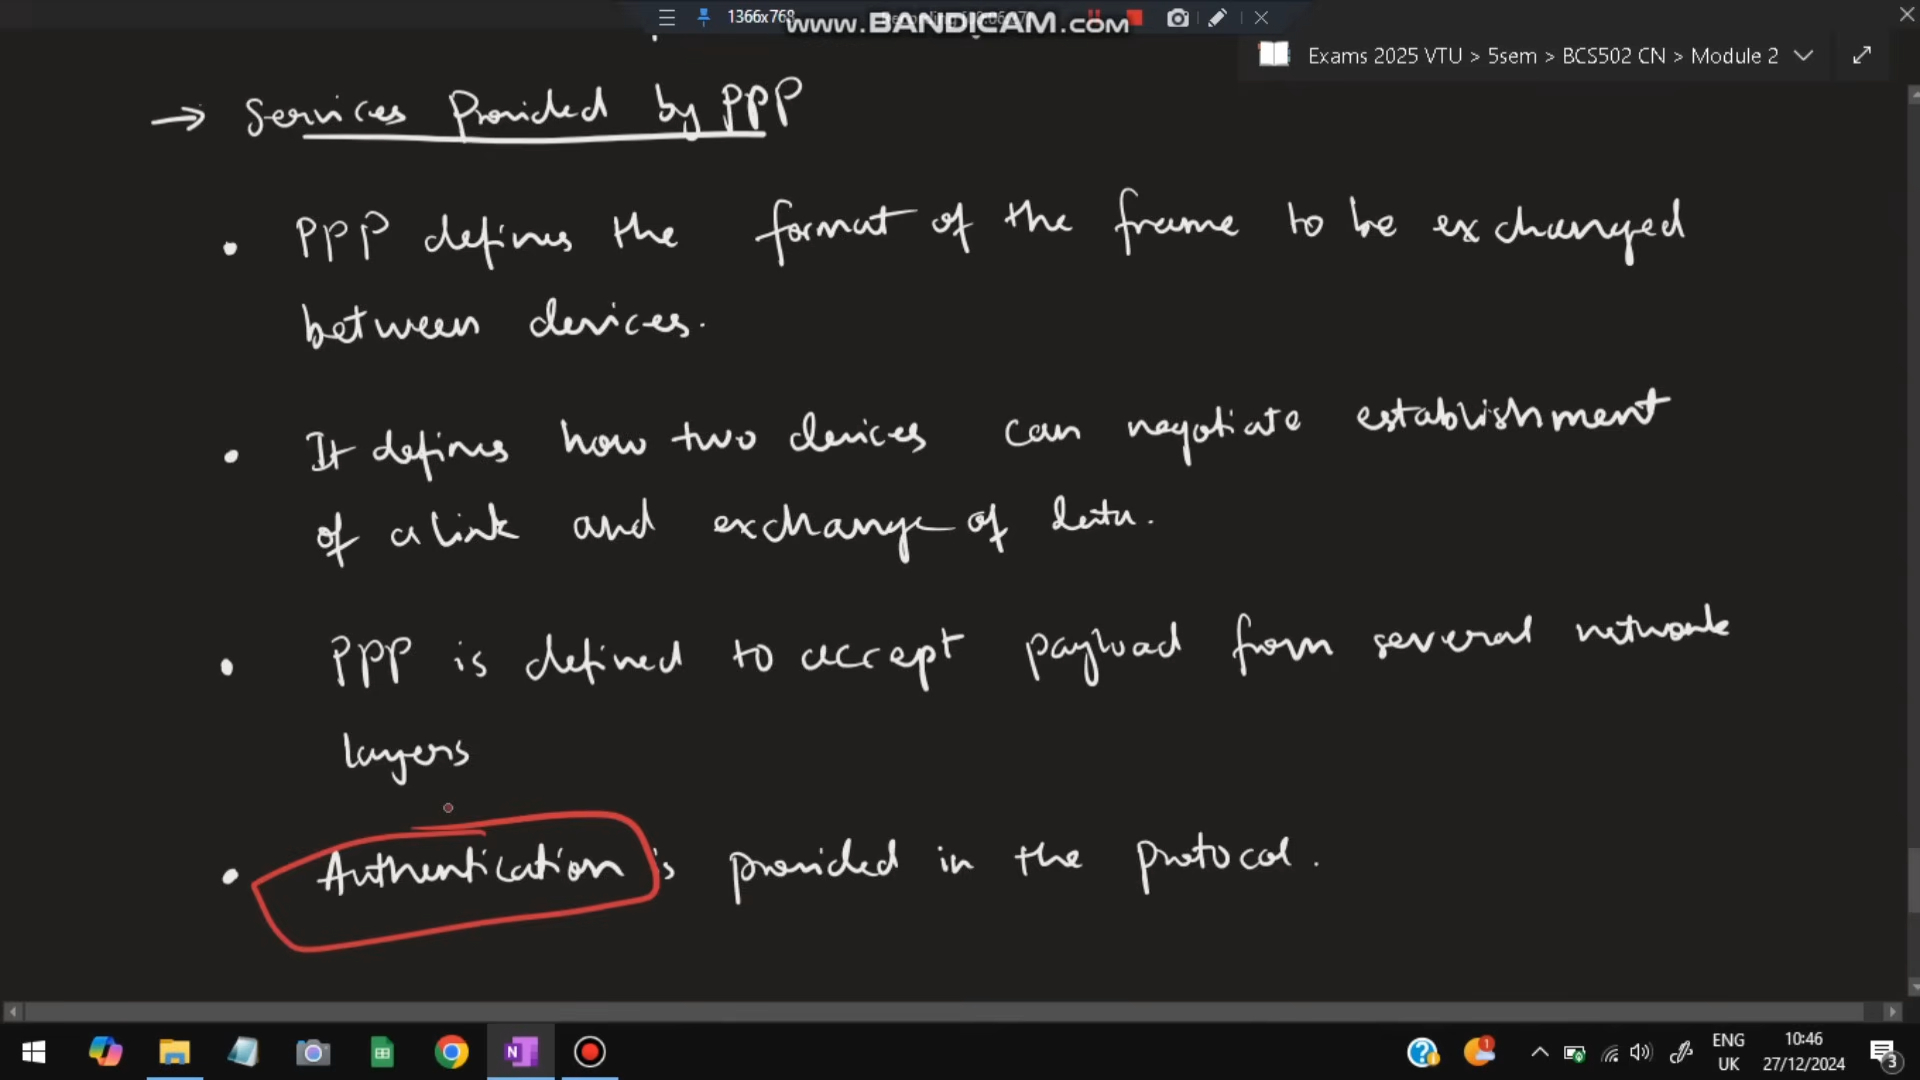 1366x768
www.BANDICAM.com
Exams 2025 VTU > 5sem > BCS502 CN > Module 2
→ Services Provided by PPP
• PPP defines the format of the frame to be exchanged
between devices.
• It defines how two devices can negotiate establishment
of a link and exchange of data.
• PPP is defined to accept payload from several network
layers
• Authentication is provided in the protocol.
ENG
UK
10:46
27/12/2024
1
3